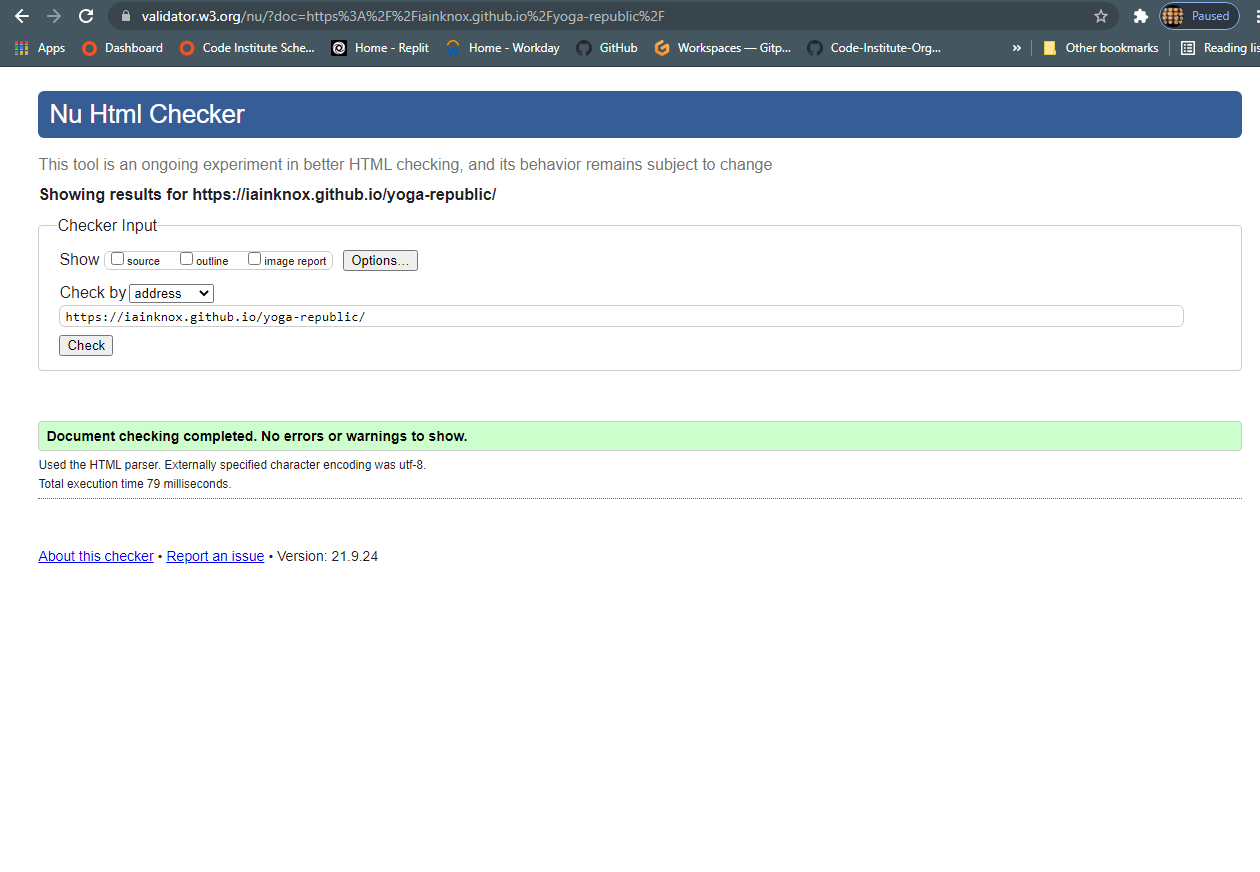 validator.w3.org/nu/?doc=https%3A%2F%2Fiainknox.github.io%2Fyoga-republic%2F Paused
Apps Dashboard Code Institute Sche... Home - Replit Home - Workday GitHub Workspaces — Gitp... Code-Institute-Org... » Other bookmarks Reading lis
Nu Html Checker
This tool is an ongoing experiment in better HTML checking, and its behavior remains subject to change
Showing results for https://iainknox.github.io/yoga-republic/
Checker Input
Show source outline image report Options...
Check by address
https://iainknox.github.io/yoga-republic/
Check
Document checking completed. No errors or warnings to show.
Used the HTML parser. Externally specified character encoding was utf-8.
Total execution time 79 milliseconds.
About this checker • Report an issue • Version: 21.9.24